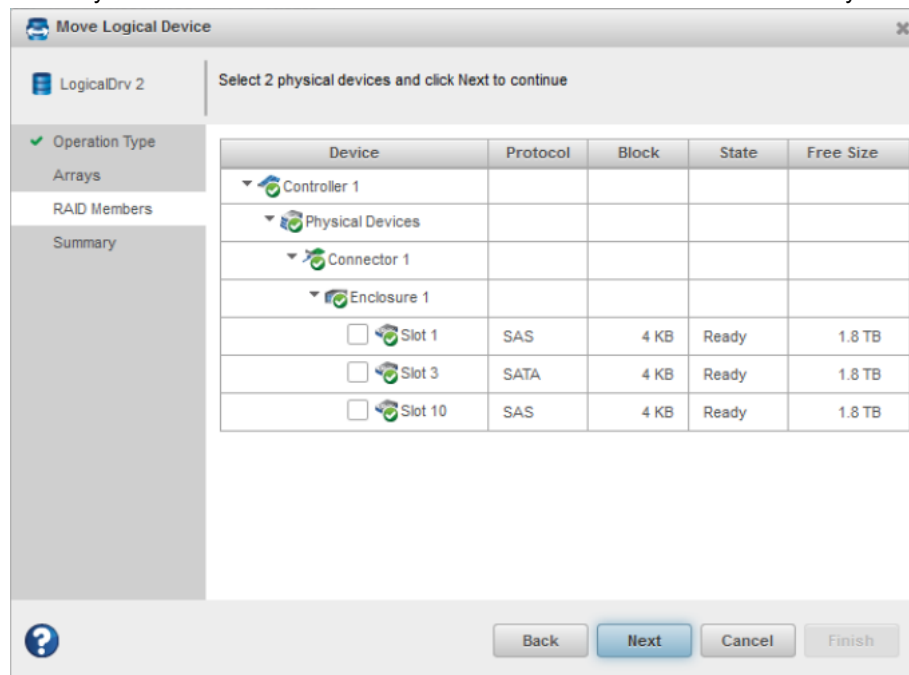 Move Logical Device
LogicalDrv 2
Select 2 physical devices and click Next to continue
Operation Type
Arrays
RAID Members
Summary
Device Protocol Block State Free Size
Controller 1
Physical Devices
Connector 1
Enclosure 1
Slot 1 SAS 4 KB Ready 1.8 TB
Slot 3 SATA 4 KB Ready 1.8 TB
Slot 10 SAS 4 KB Ready 1.8 TB
Back Next Cancel Finish